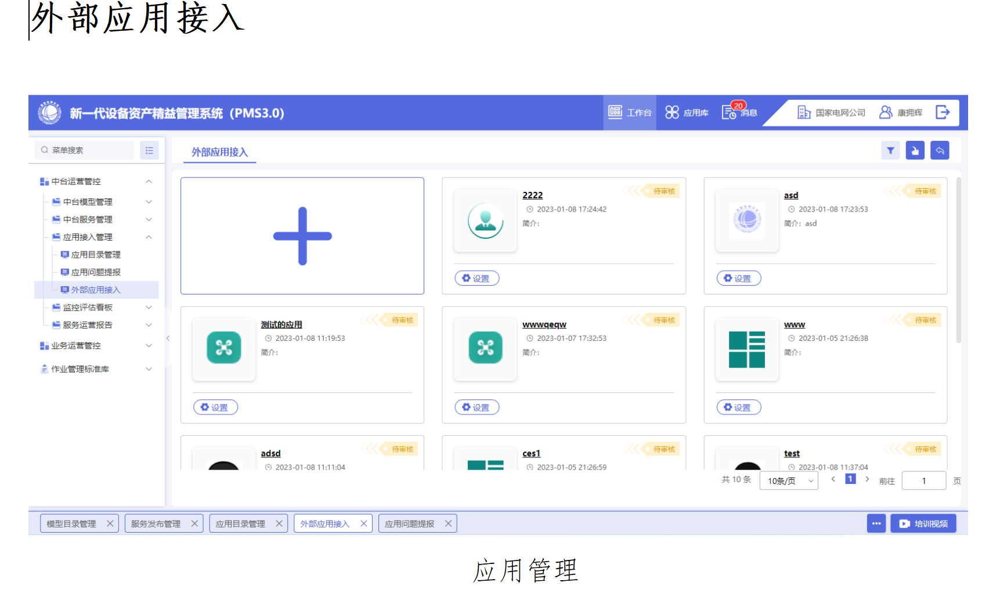 外部应用接入
新一代设备资产精益管理系统（PMS3.0）
工作台
应用库
20
消息
国家电网公司
康拥辉
菜单搜索
外部应用接入
中台运营管控
中台模型管理
中台服务管理
应用接入管理
应用目录管理
应用问题提报
外部应用接入
监控评估看板
服务运营报告
业务运营管控
作业管理标准库
2222
待审核
2023-01-08 17:24:42
简介：
设置
asd
待审核
2023-01-08 17:23:53
简介：asd
设置
测试的应用
待审核
2023-01-08 11:19:53
简介：
设置
wwwqeqw
待审核
2023-01-07 17:32:53
简介：
设置
www
待审核
2023-01-05 21:26:38
简介：
设置
adsd
待审核
2023-01-08 11:11:04
ces1
待审核
2023-01-05 21:26:59
test
待审核
2023-01-08 11:37:04
共 10 条
10条/页
1
前往
1
页
模型目录管理
服务发布管理
应用目录管理
外部应用接入
应用问题提报
培训视频
应用管理